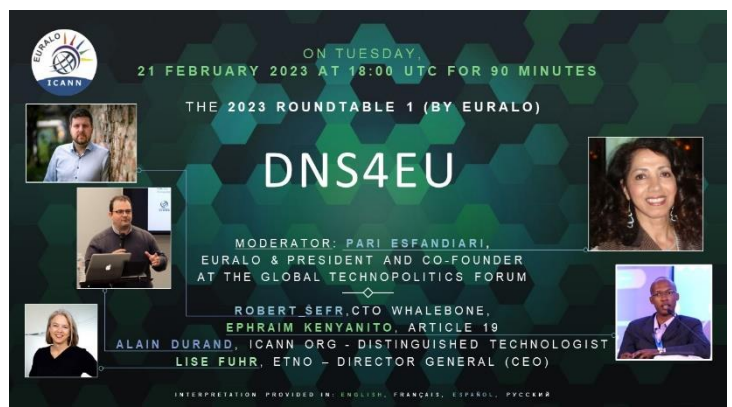 EURALO
ICANN
ON TUESDAY,
21 FEBRUARY 2023 AT 18:00 UTC FOR 90 MINUTES
THE 2023 ROUNDTABLE 1 (BY EURALO)
DNS4EU
MODERATOR: PARI ESFANDIARI,
EURALO & PRESIDENT AND CO-FOUNDER
AT THE GLOBAL TECHNOPOLITICS FORUM
ROBERT ŠEFR,CTO WHALEBONE,
EPHRAIM KENYANITO, ARTICLE 19
ALAIN DURAND, ICANN ORG - DISTINGUISHED TECHNOLOGIST
LISE FUHR, ETNO – DIRECTOR GENERAL (CEO)
INTERPRETATION PROVIDED IN: ENGLISH, FRANÇAIS, ESPAÑOL, РУССКИЙ